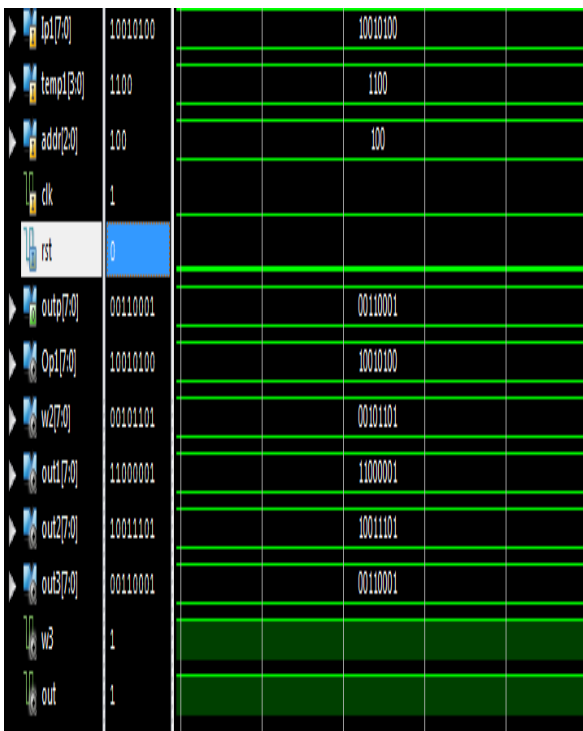 Ip1[7:0] 10010100 10010100
temp1[3:0] 1100 1100
addr[2:0] 100 100
clk 1
rst 0
outp[7:0] 00110001 00110001
Op1[7:0] 10010100 10010100
w2[7:0] 00101101 00101101
out1[7:0] 11000001 11000001
out2[7:0] 10011101 10011101
out3[7:0] 00110001 00110001
w3 1
out 1